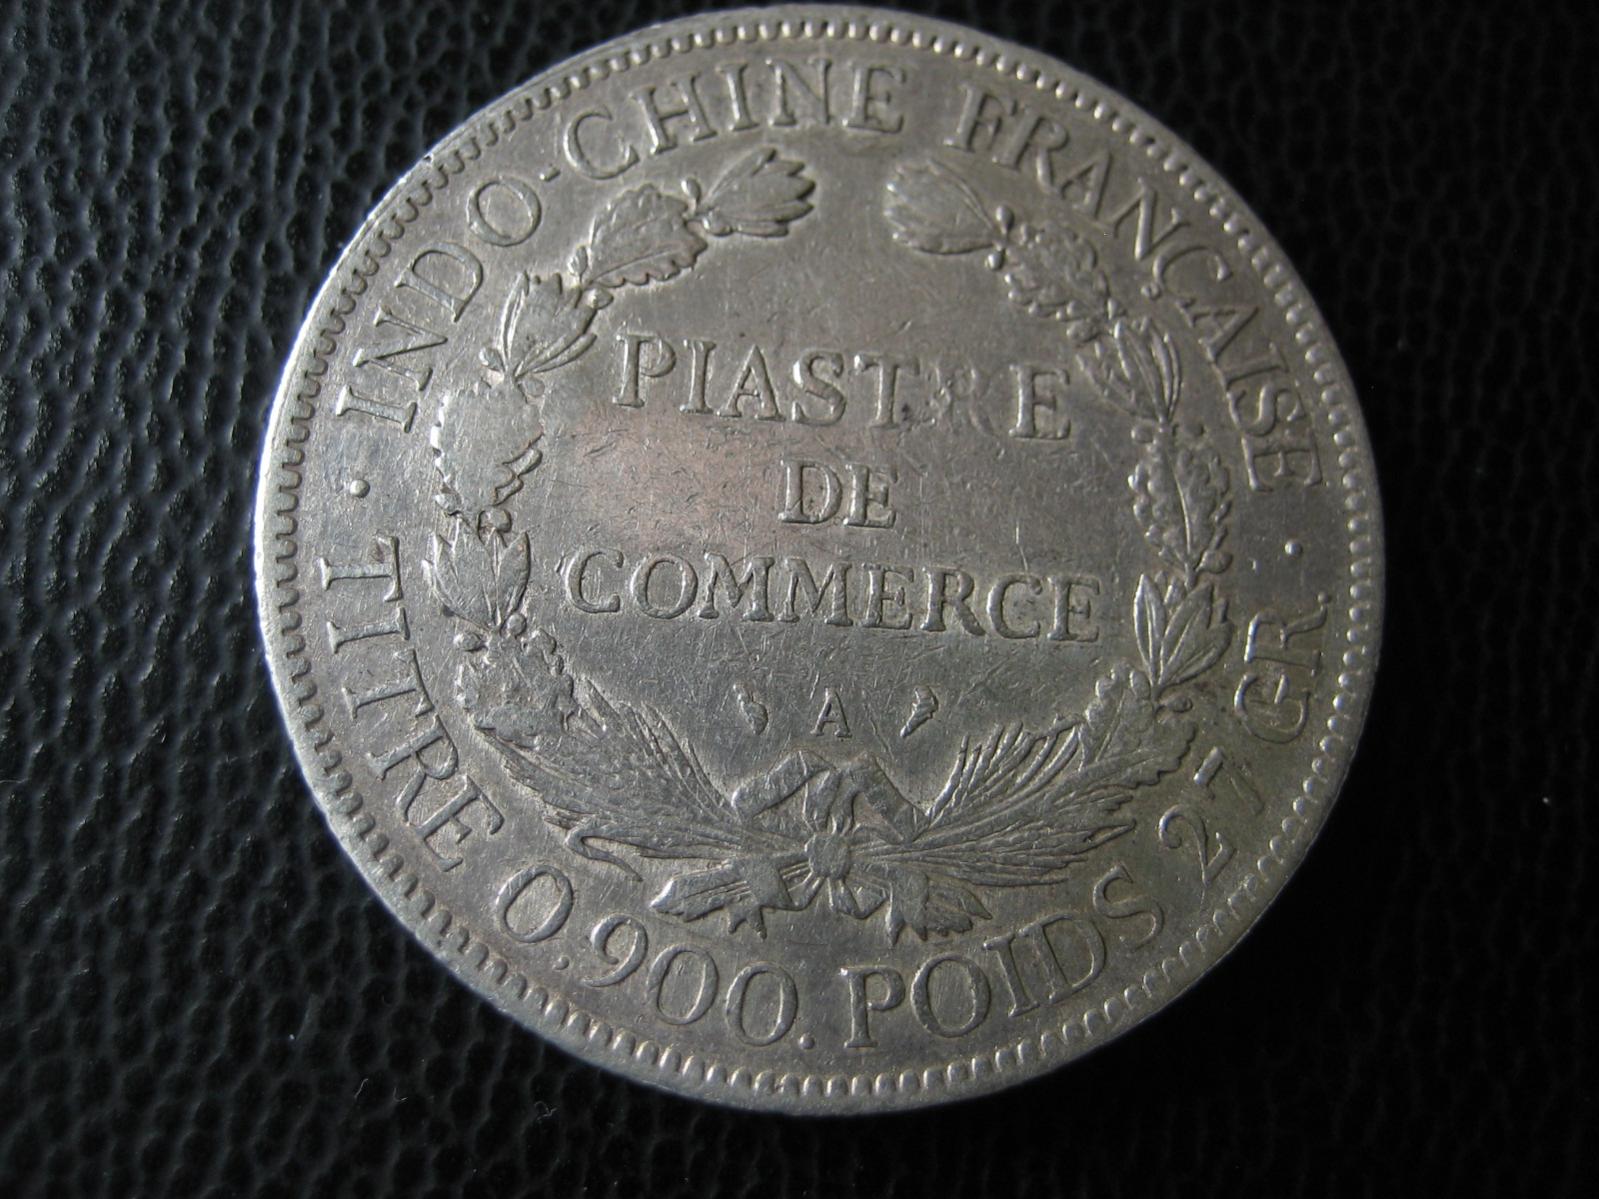 · INDO-CHINE FRANÇAISE ·
PIASTRE
DE
COMMERCE
A
TITRE 0,900. POIDS 27 GR.